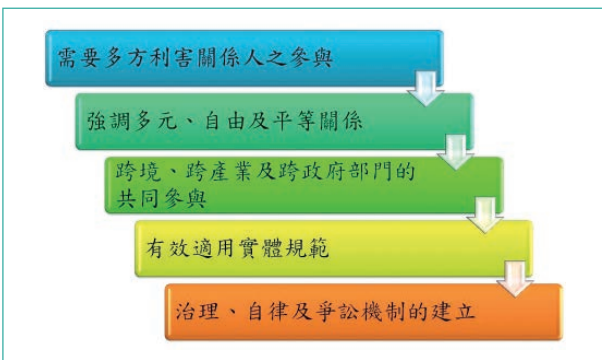 需要多方利害關係人之參與
強調多元、自由及平等關係
跨境、跨產業及跨政府部門的
共同參與
有效適用實體規範
治理、自律及爭訟機制的建立